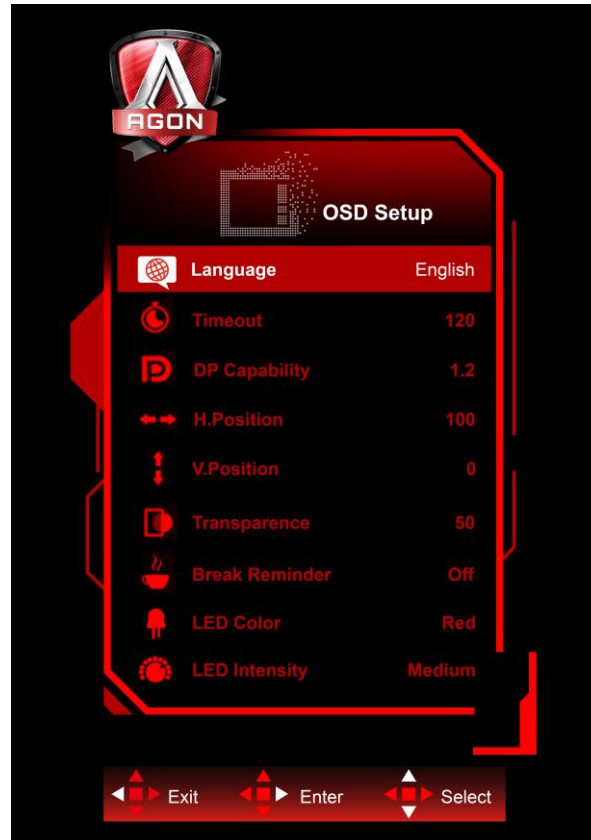 AGON
OSD Setup
Language English
Timeout 120
DP Capability 1.2
H.Position 100
V.Position 0
Transparence 50
Break Reminder Off
LED Color Red
LED Intensity Medium
Exit Enter Select